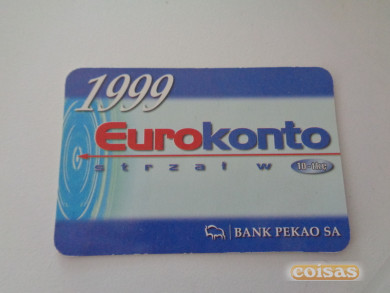 1999
Eurokonto
strzał w
BANK PEKAO SA
coisas